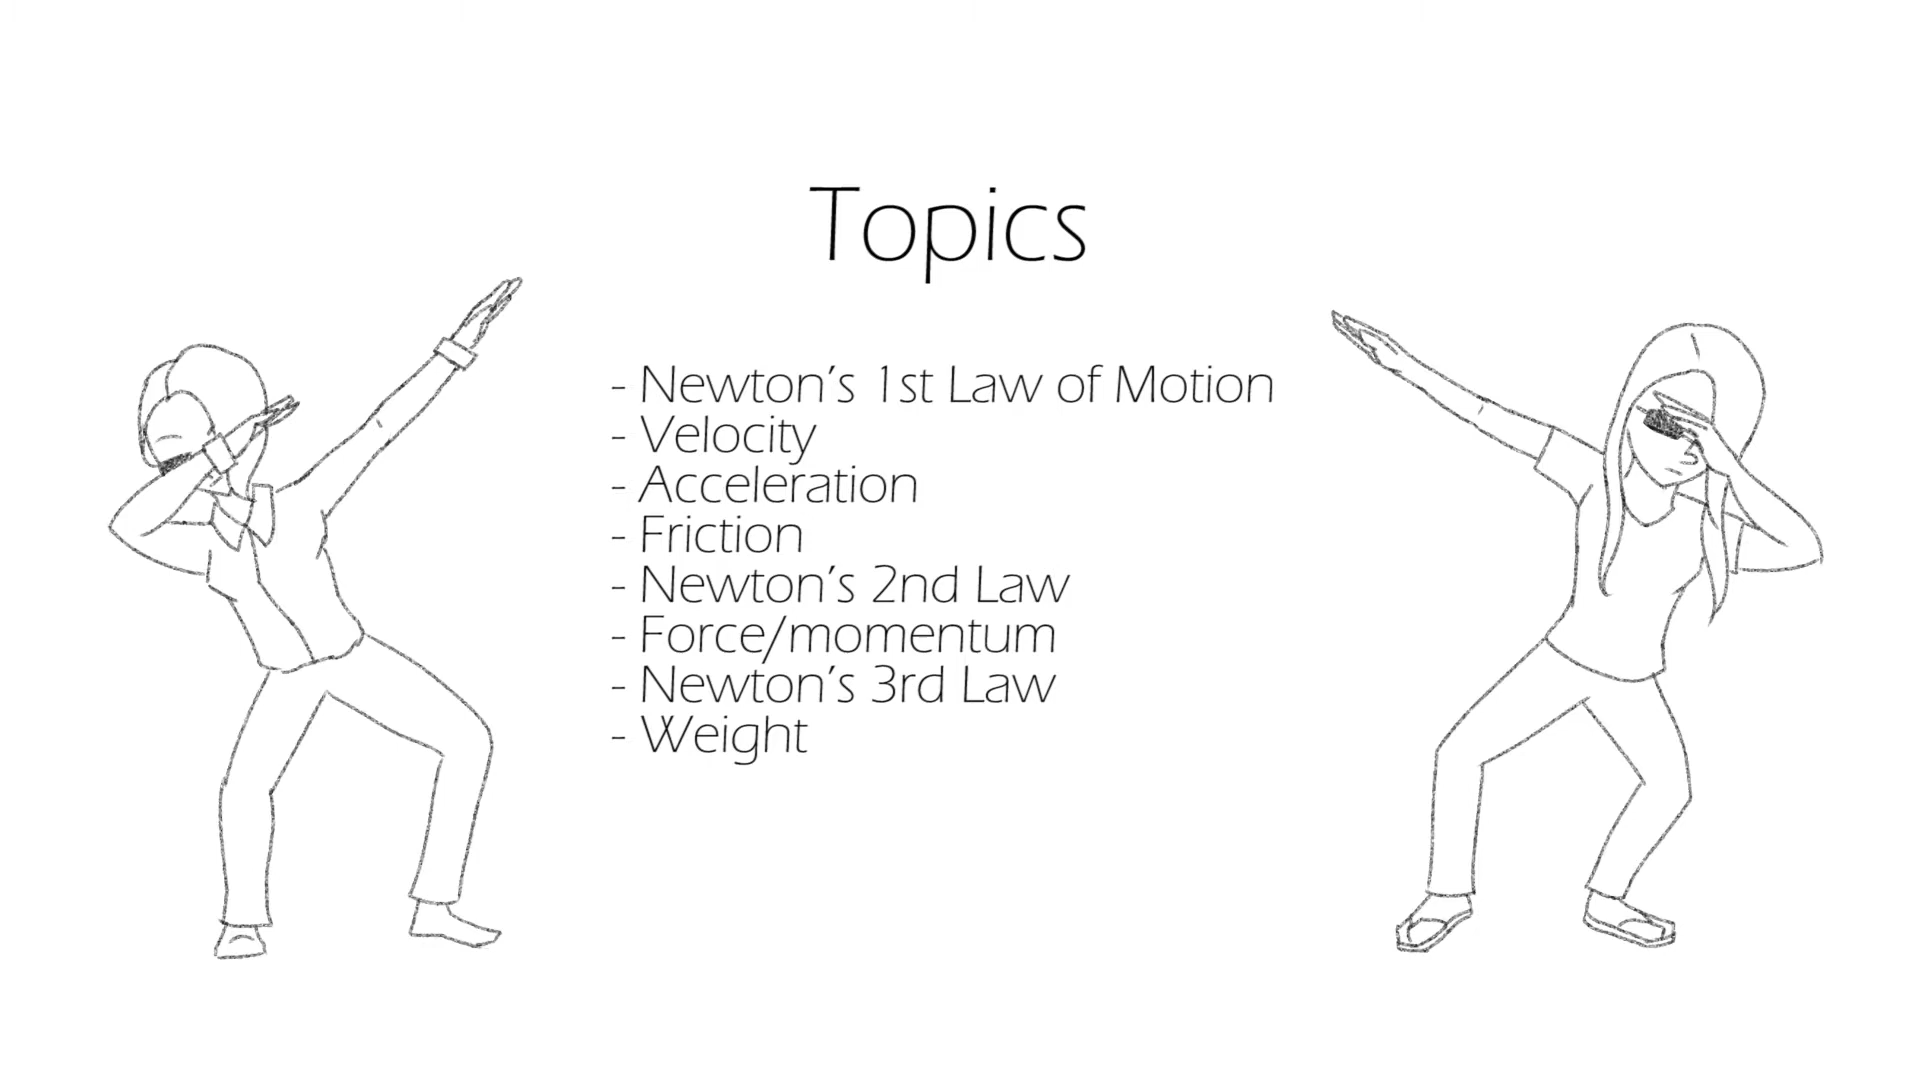 Topics
- Newton's 1st Law of Motion
- Velocity
- Acceleration
- Friction
- Newton's 2nd Law
- Force/momentum
- Newton's 3rd Law
- Weight